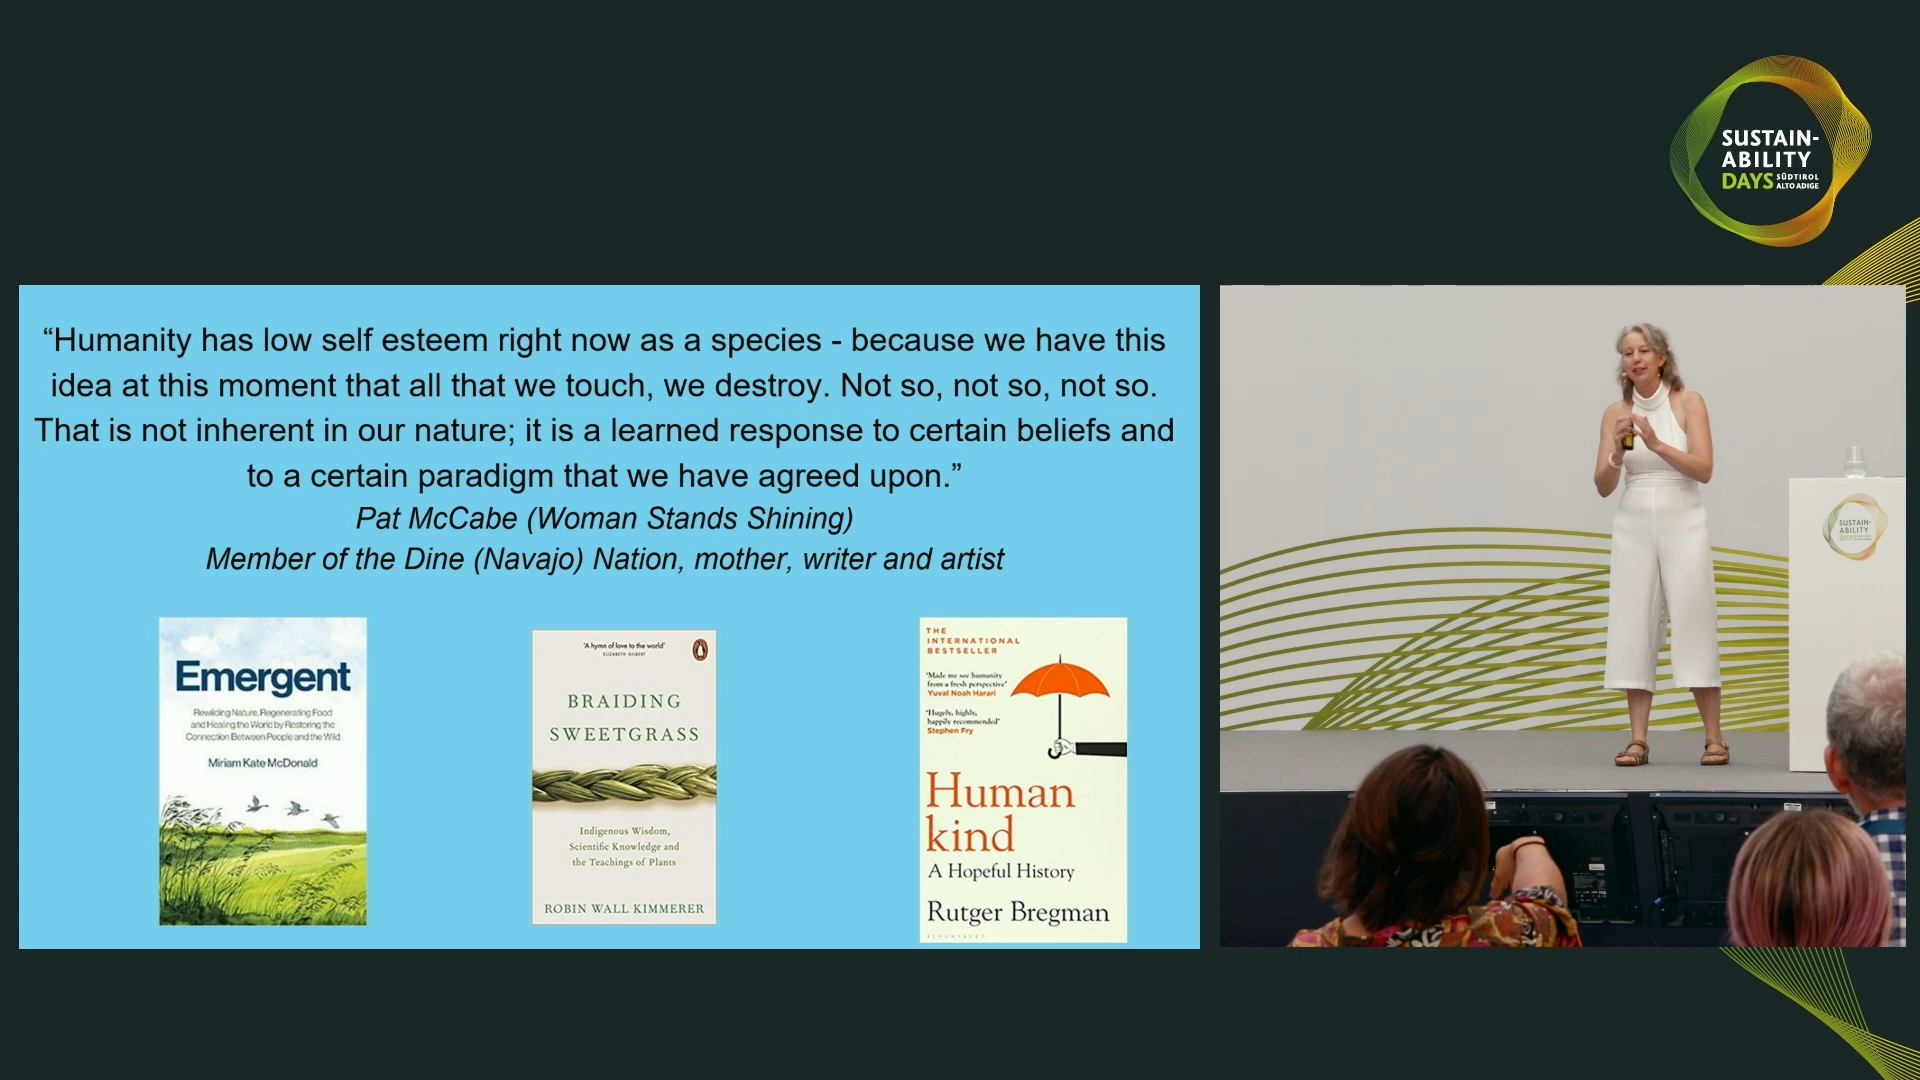 SUSTAIN-
ABILITY
DAYS SÜDTIROL
ALTO ADIGE
“Humanity has low self esteem right now as a species - because we have this
idea at this moment that all that we touch, we destroy. Not so, not so, not so.
That is not inherent in our nature; it is a learned response to certain beliefs and
to a certain paradigm that we have agreed upon.”
Pat McCabe (Woman Stands Shining)
Member of the Dine (Navajo) Nation, mother, writer and artist
Emergent
Rewilding Nature, Regenerating Food
and Healing the World by Restoring the
Connection Between People and the Wild
Miriam Kate McDonald
'A hymn of love to the world'
ELIZABETH GILBERT
BRAIDING
SWEETGRASS
Indigenous Wisdom,
Scientific Knowledge and
the Teachings of Plants
ROBIN WALL KIMMERER
THE
INTERNATIONAL
BESTSELLER
'Made me see humanity
from a fresh perspective'
Yuval Noah Harari
'Hugely, highly,
happily recommended'
Stephen Fry
Human
kind
A Hopeful History
Rutger Bregman
BLOOMSBURY
SUSTAIN-
ABILITY
DAYS